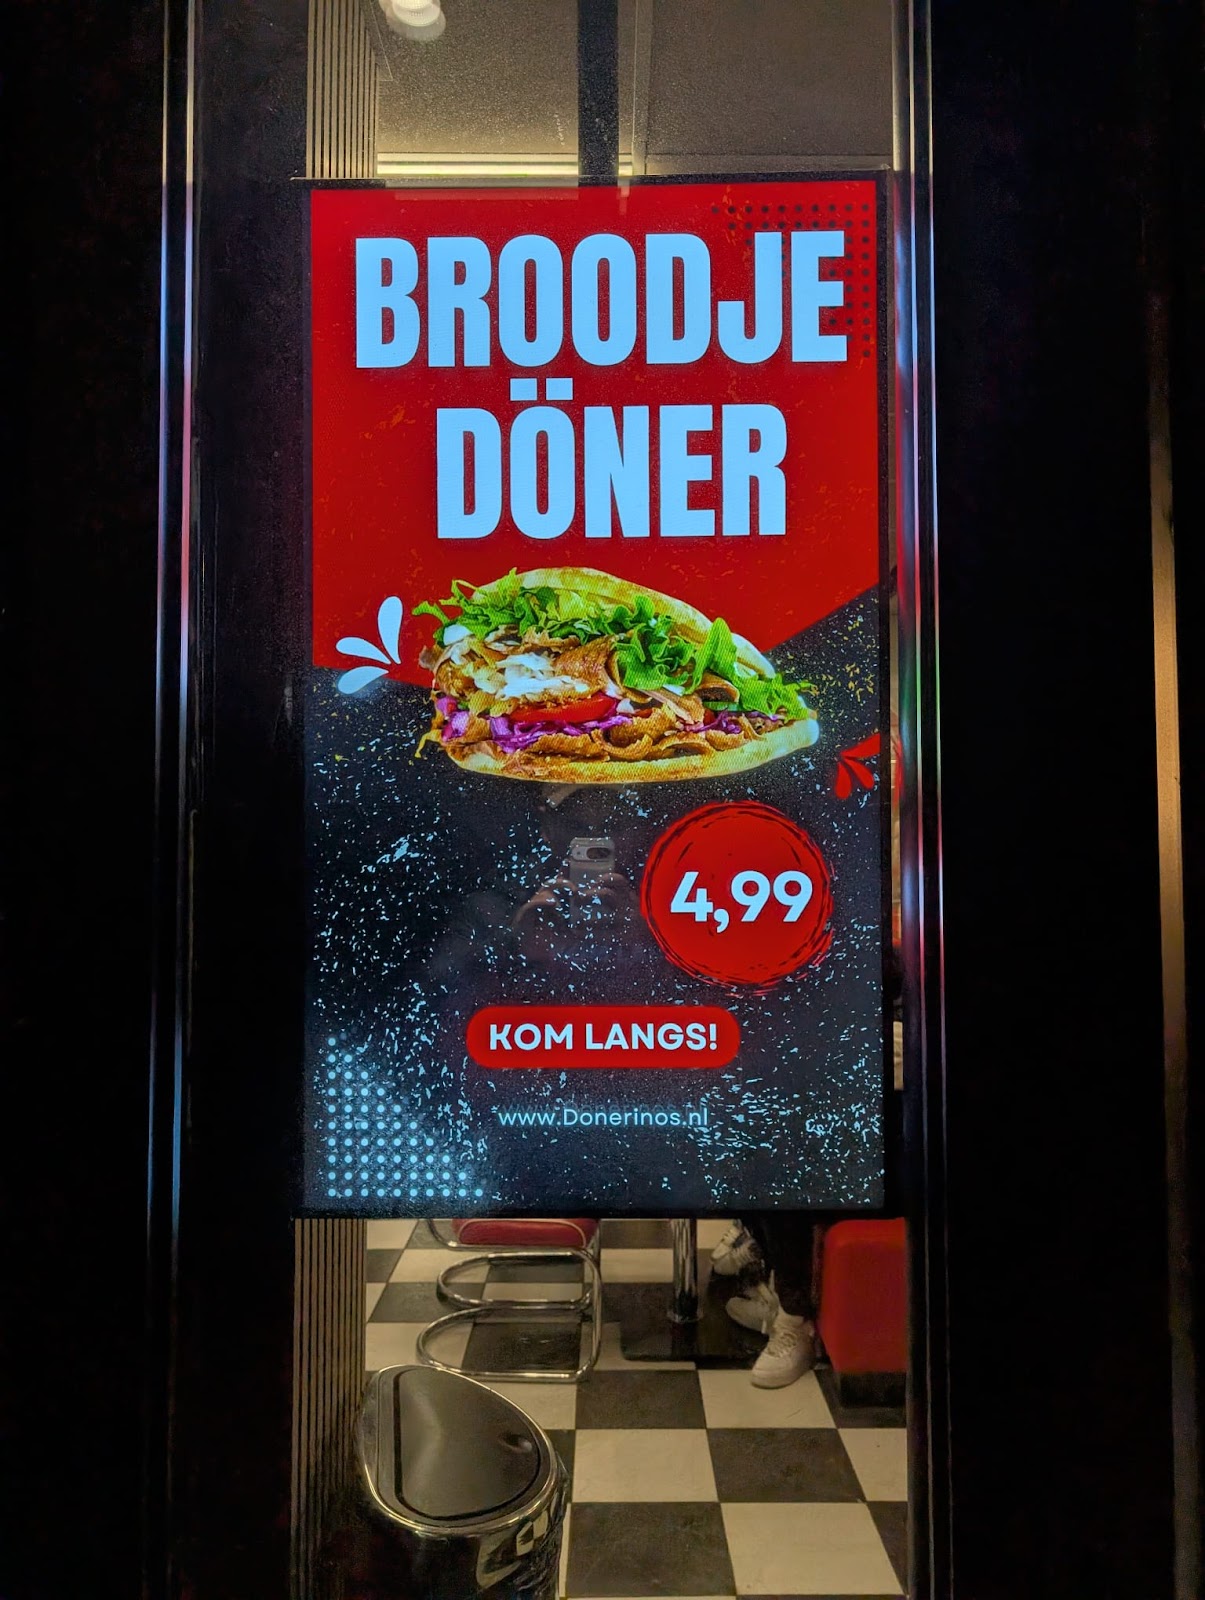 BROODJE
DÖNER
4,99
KOM LANGS!
www.Donerinos.nl